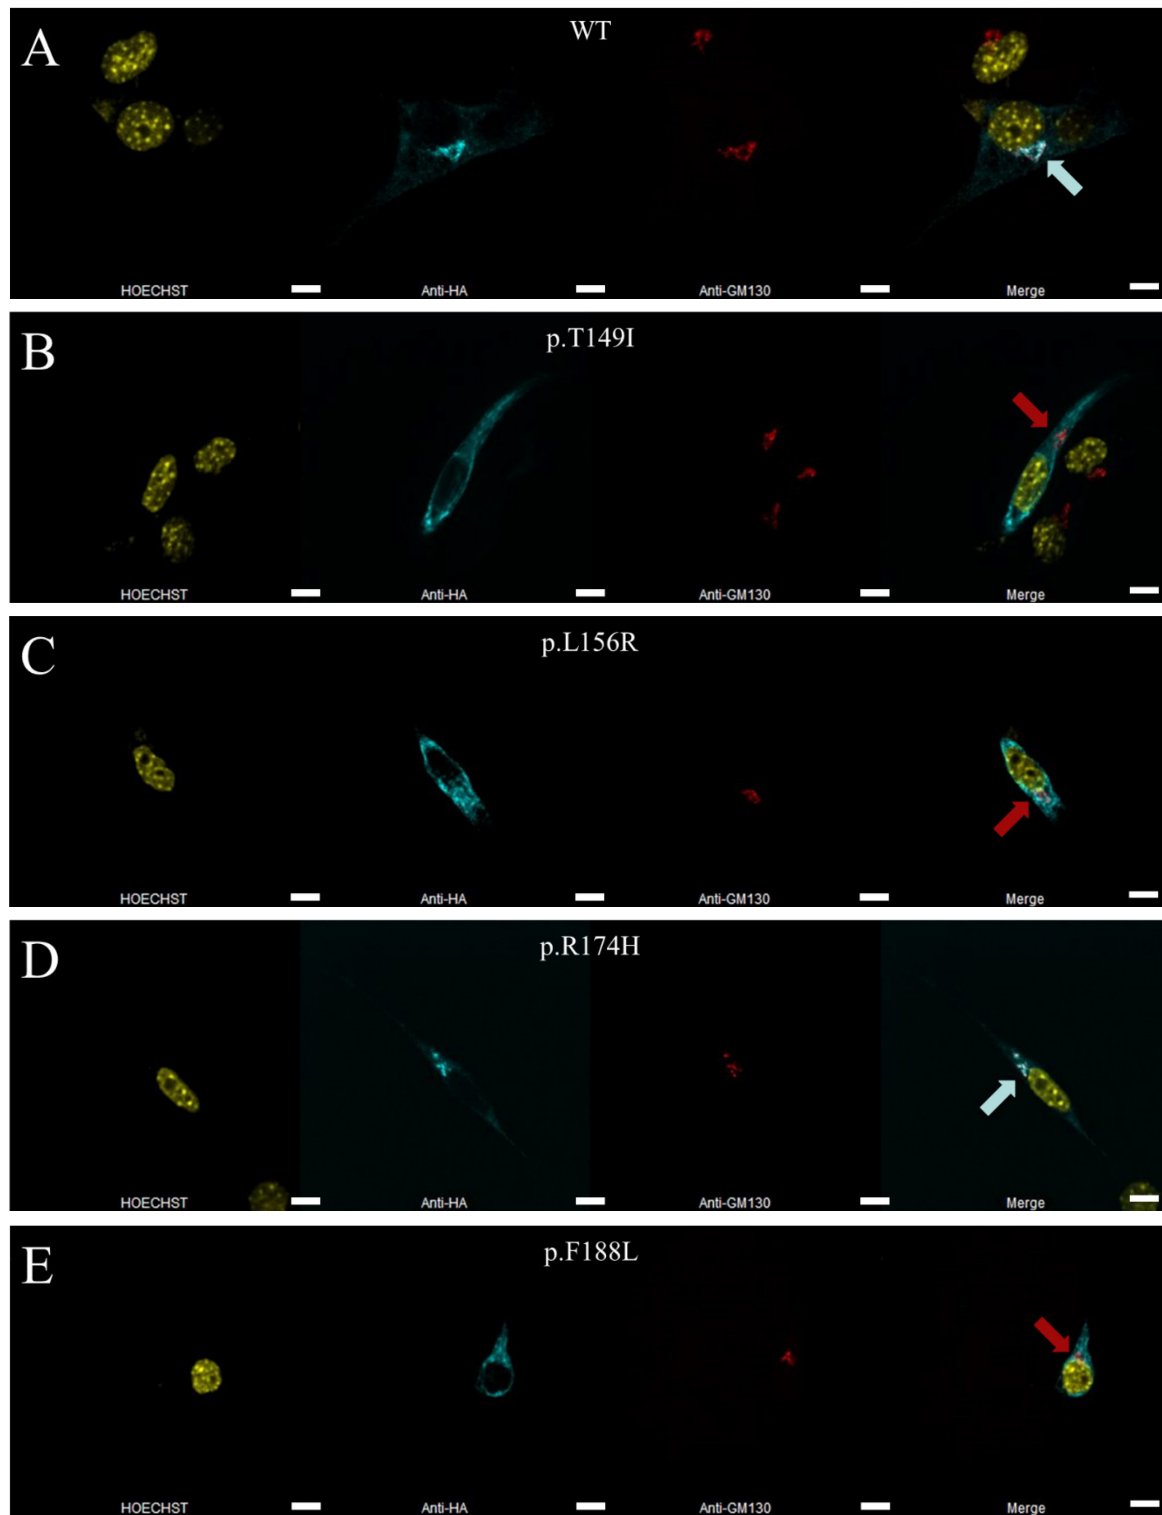 A WT
HOECHST Anti-HA Anti-GM130 Merge
B p.T149I
HOECHST Anti-HA Anti-GM130 Merge
C p.L156R
HOECHST Anti-HA Anti-GM130 Merge
D p.R174H
HOECHST Anti-HA Anti-GM130 Merge
E p.F188L
HOECHST Anti-HA Anti-GM130 Merge